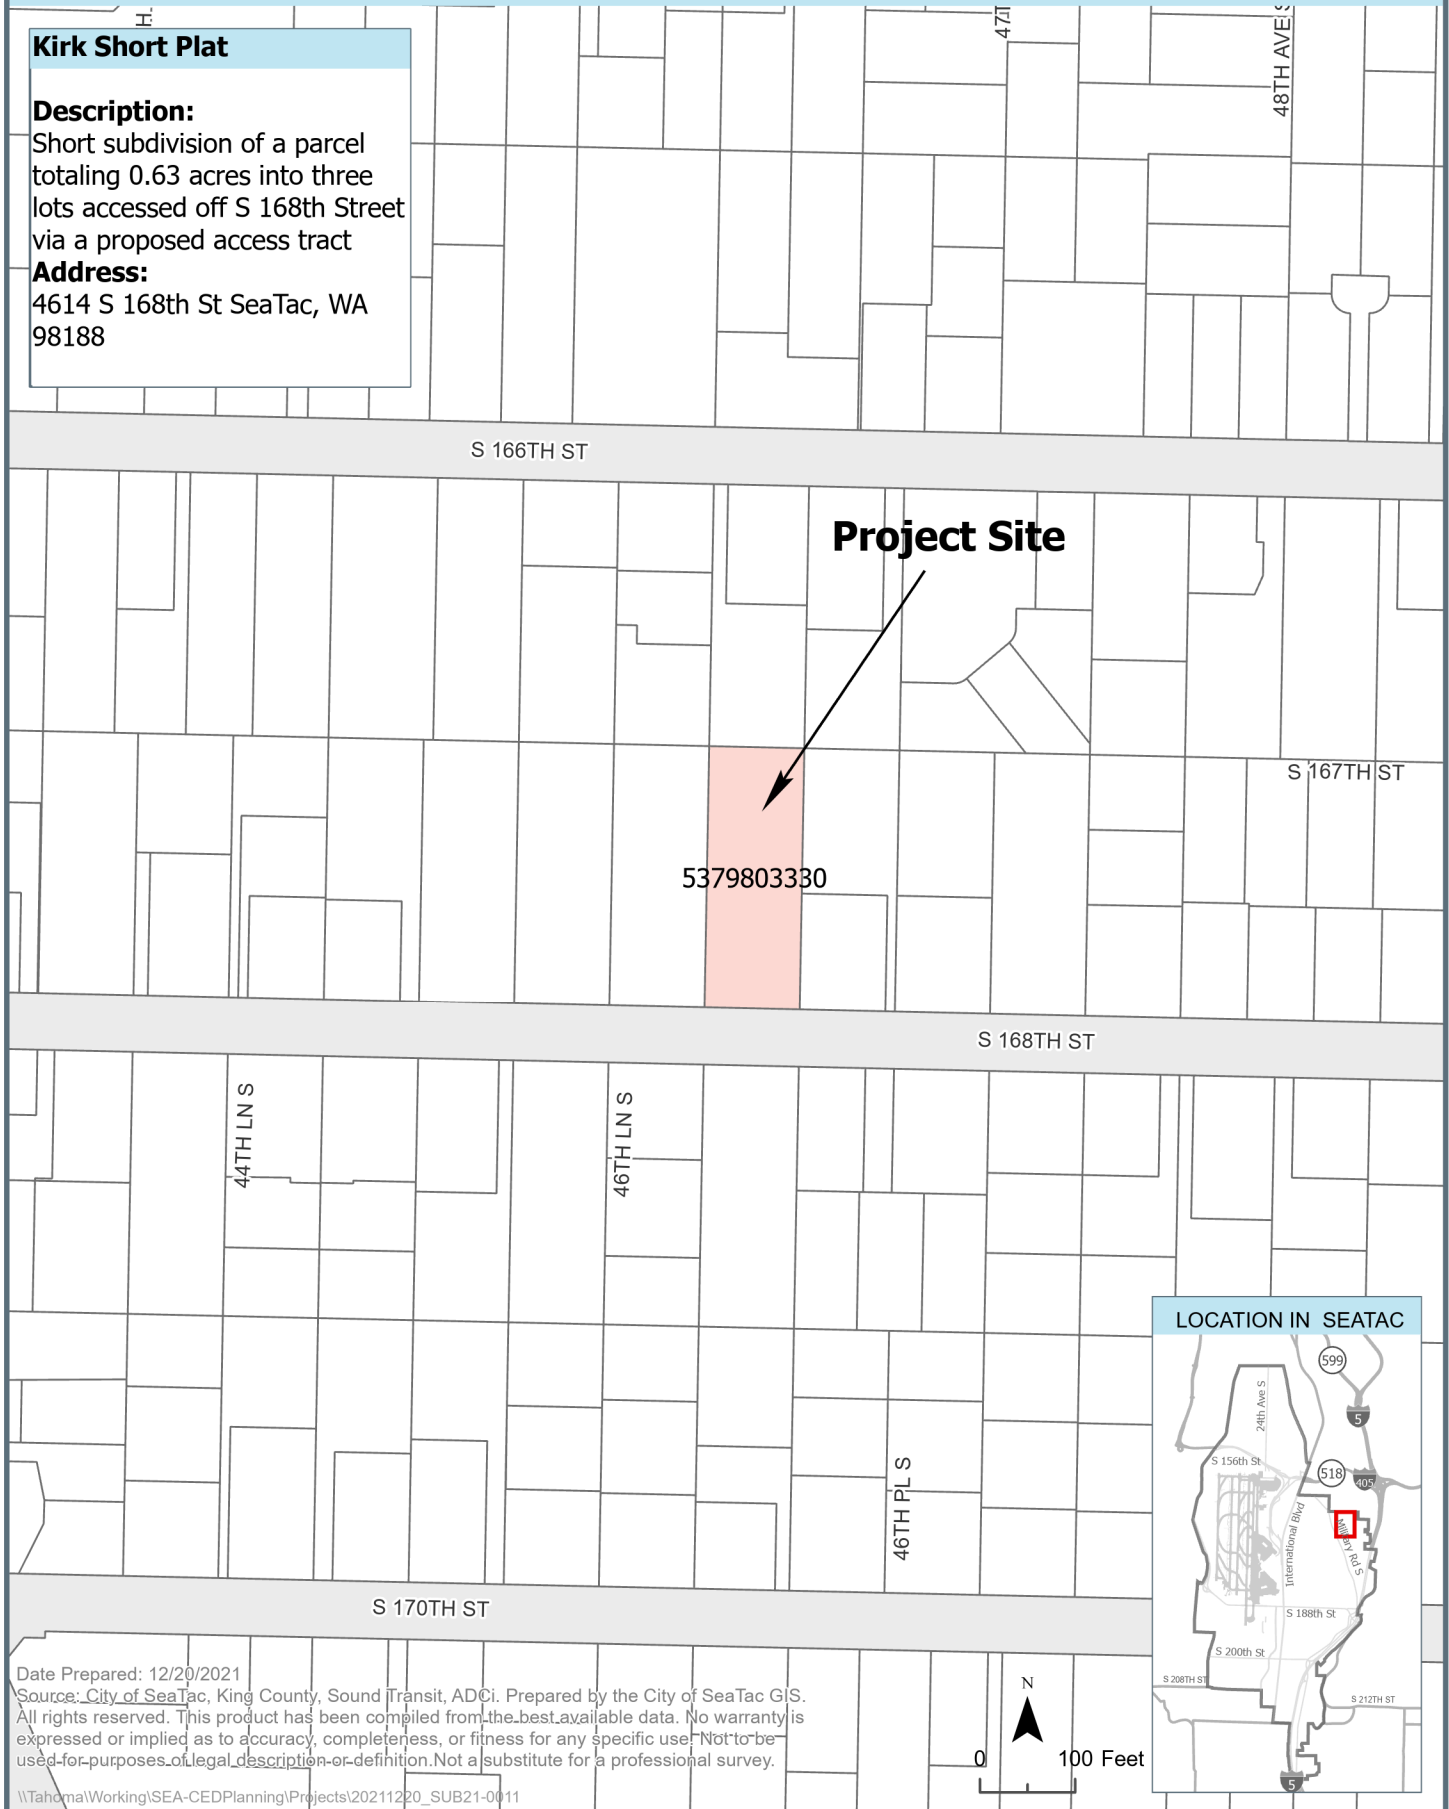 H.
47T
48TH AVE S
Kirk Short Plat
Description:
Short subdivision of a parcel
totaling 0.63 acres into three
lots accessed off S 168th Street
via a proposed access tract
Address:
4614 S 168th St SeaTac, WA
98188
S 166TH ST
Project Site
S 167TH ST
5379803330
S 168TH ST
44TH LN S
46TH LN S
46TH PL S
S 170TH ST
LOCATION IN SEATAC
599
24th Ave S
5
S 156th St
518
405
International Blvd
Military Rd S
S 188th St
S 200th St
S 208TH ST
S 212TH ST
5
Date Prepared: 12/20/2021
Source: City of SeaTac, King County, Sound Transit, ADCi. Prepared by the City of SeaTac GIS.
All rights reserved. This product has been compiled from the best available data. No warranty is
expressed or implied as to accuracy, completeness, or fitness for any specific use. Not to be
used for purposes of legal description or definition.Not a substitute for a professional survey.
\\Tahoma\Working\SEA-CEDPlanning\Projects\20211220_SUB21-0011
N
0 100 Feet